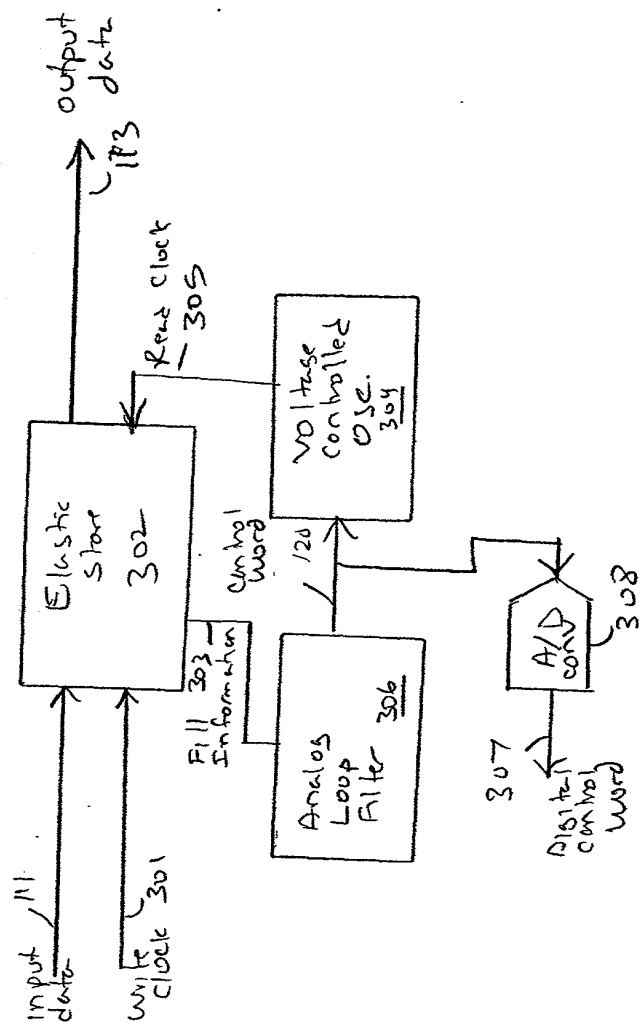 Input
data
111
Write
Clock 301
Elastic
Store
302
output
data
Read Clock
305
Fill
303
Information
Analog
Loop
Filter 306
Control
Word
120
Voltage
Controlled
Osc.
304
A/D
Conv
308
307
Digital
Control
Word